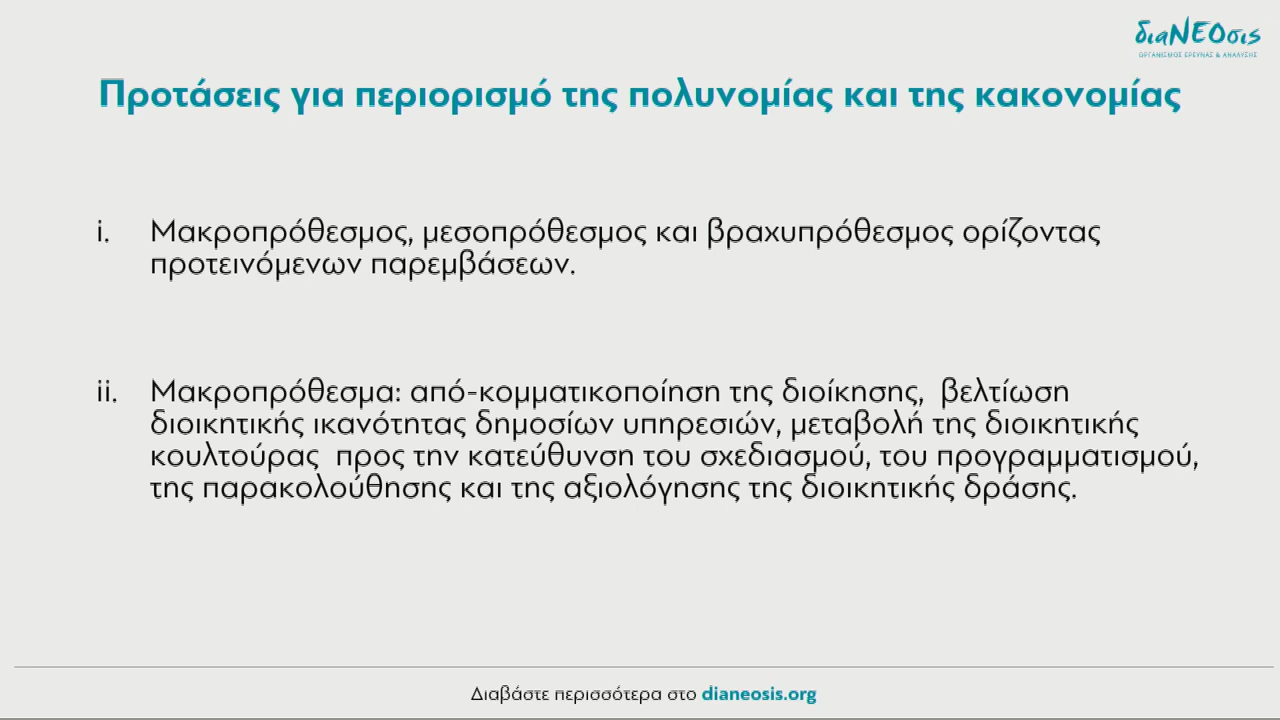 διαΝΕΟσις
ΟΡΓΑΝΙΣΜΟΣ ΕΡΕΥΝΑΣ & ΑΝΑΛΥΣΗΣ
Προτάσεις για περιορισμό της πολυνομίας και της κακονομίας
i. Μακροπρόθεσμος, μεσοπρόθεσμος και βραχυπρόθεσμος ορίζοντας
προτεινόμενων παρεμβάσεων.
ii. Μακροπρόθεσμα: από-κομματικοποίηση της διοίκησης,  βελτίωση
διοικητικής ικανότητας δημοσίων υπηρεσιών, μεταβολή της διοικητικής
κουλτούρας  προς την κατεύθυνση του σχεδιασμού, του προγραμματισμού,
της παρακολούθησης και της αξιολόγησης της διοικητικής δράσης.
Διαβάστε περισσότερα στο dianeosis.org